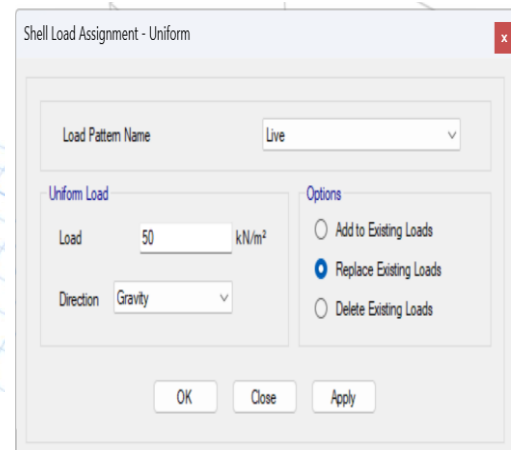 Shell Load Assignment - Uniform
x
Load Pattern Name Live
Uniform Load
Load 50 kN/m²
Direction Gravity
Options
Add to Existing Loads
Replace Existing Loads
Delete Existing Loads
OK Close Apply